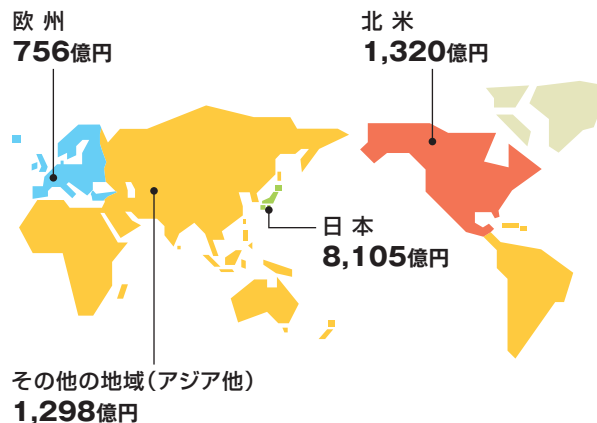 欧 州
756億円
北 米
1,320億円
日 本
8,105億円
その他の地域（アジア他）
1,298億円